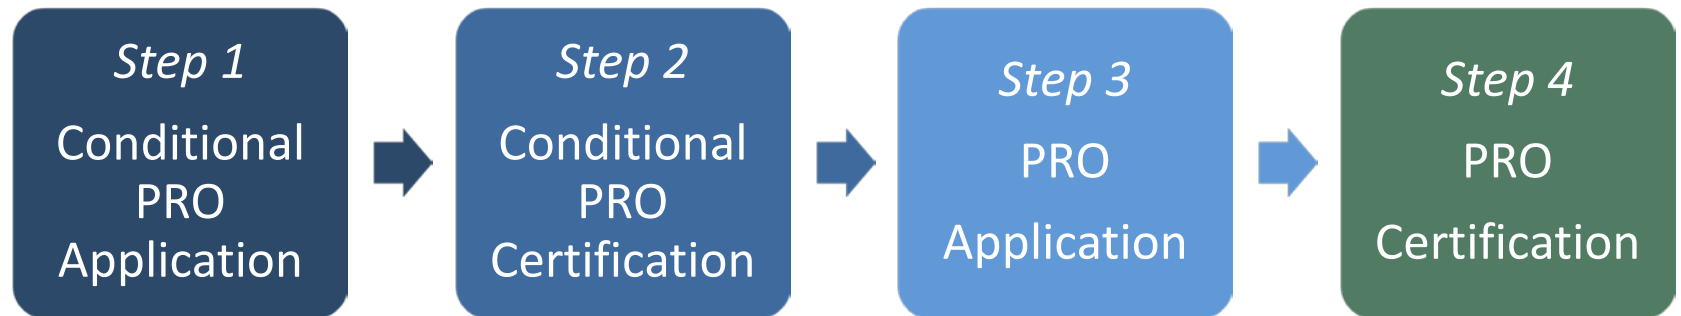 Step 1
Conditional
PRO
Application
Step 2
Conditional
PRO
Certification
Step 3
PRO
Application
Step 4
PRO
Certification